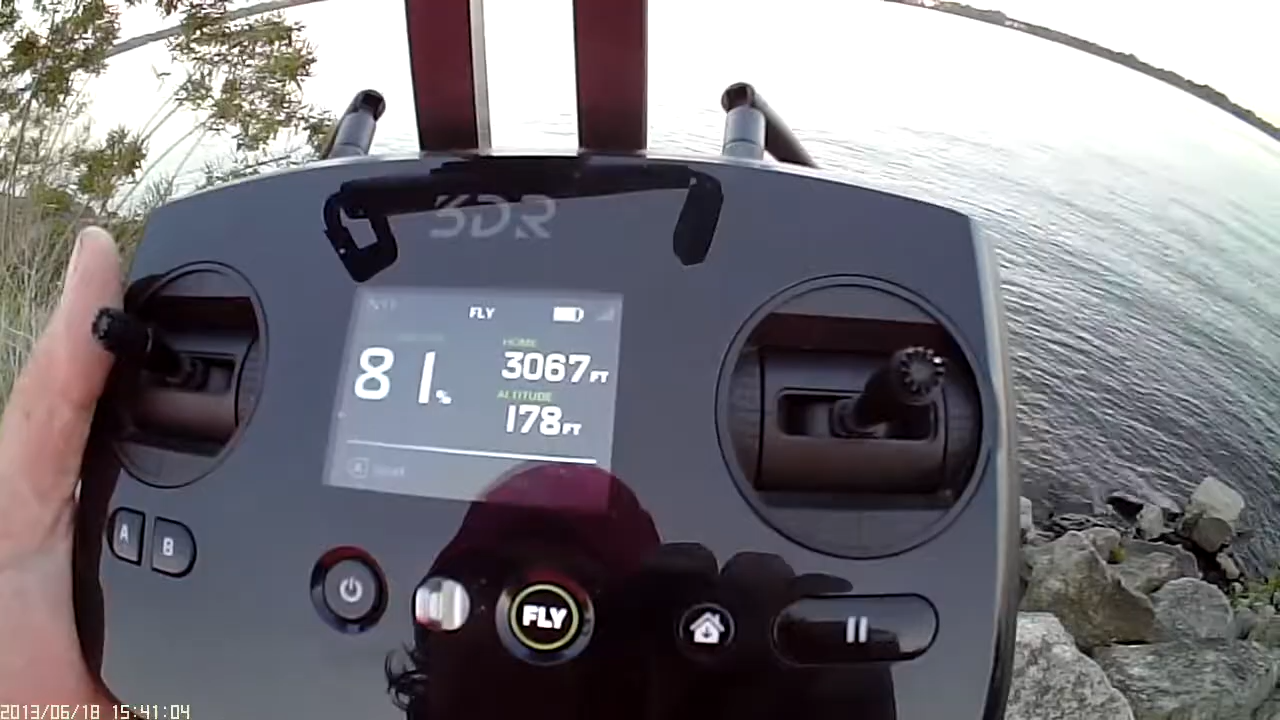 3DR
FLY
81%
HOME
3067FT
ALTITUDE
178FT
A
A B
FLY
2013/06/18 15:41:04